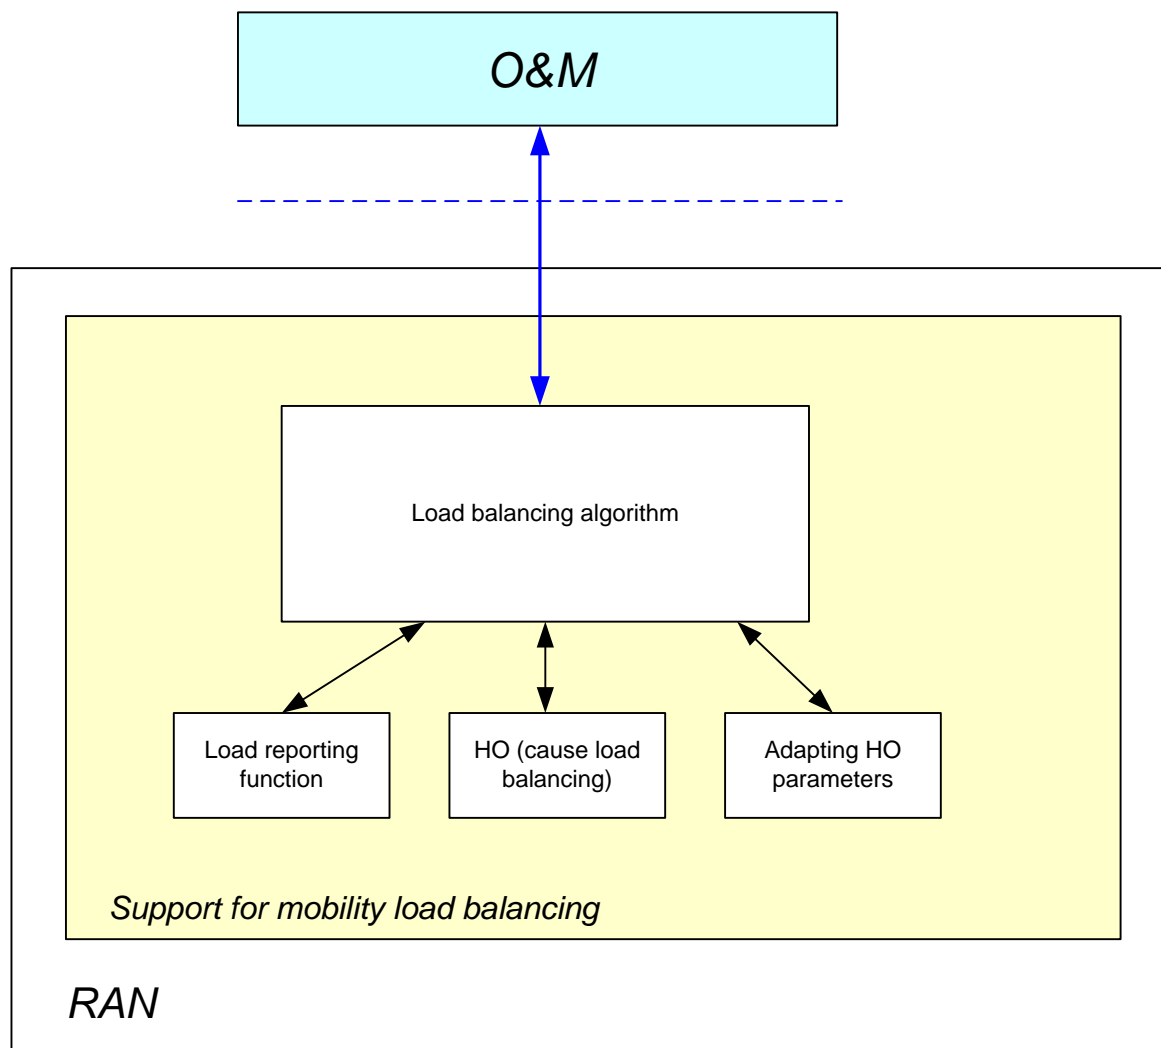 O&M
Load balancing algorithm
Load reporting
function
HO (cause load
balancing)
Adapting HO
parameters
Support for mobility load balancing
RAN